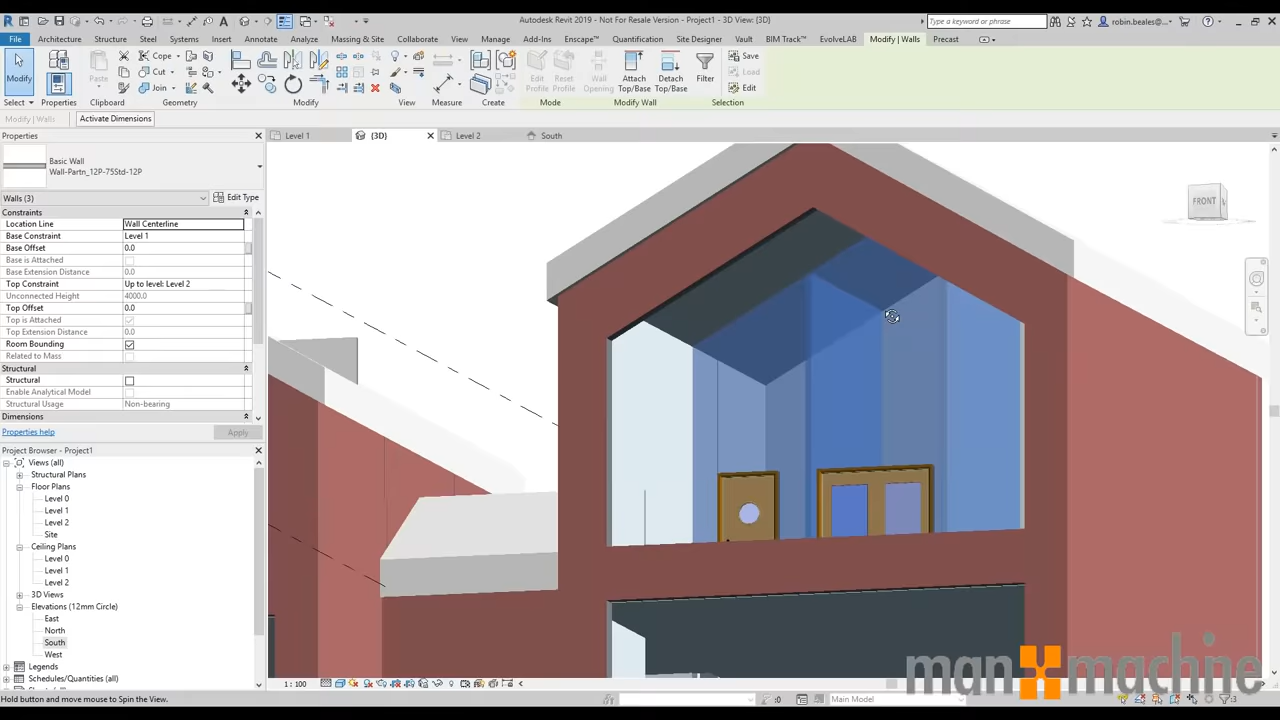 Autodesk Revit 2019 - Not For Resale Version - Project1 - 3D View: {3D}
Type a keyword or phrase
robin.beales@...
File Architecture Structure Steel Systems Insert Annotate Analyze Massing & Site Collaborate View Manage Add-Ins Enscape™ Quantification Site Designer Vault BIM Track™ EvolveLAB Modify | Walls Precast
Modify
Paste
Cope
Cut
Join
Edit Profile
Reset Profile
Wall Opening
Attach Top/Base
Detach Top/Base
Filter
Save
Load
Edit
Select Properties Clipboard Geometry Modify View Measure Create Mode Modify Wall Selection
Modify | Walls
Activate Dimensions
Properties
Level 1
{3D}
Level 2
South
Basic Wall
Wall-Partn_12P-75Std-12P
Walls (3)
Edit Type
Constraints
Location Line Wall Centerline
Base Constraint Level 1
Base Offset 0.0
Base is Attached
Base Extension Distance 0.0
Top Constraint Up to level: Level 2
Unconnected Height 4000.0
Top Offset 0.0
Top is Attached
Top Extension Distance 0.0
Room Bounding
Related to Mass
Structural
Structural
Enable Analytical Model
Structural Usage Non-bearing
Dimensions
Properties help
Apply
Project Browser - Project1
Views (all)
Structural Plans
Floor Plans
Level 0
Level 1
Level 2
Site
Ceiling Plans
Level 0
Level 1
Level 2
3D Views
Elevations (12mm Circle)
East
North
South
West
Legends
Schedules/Quantities (all)
FRONT
man machine
1 : 100
Hold button and move mouse to Spin the View.
:0
Main Model
:3